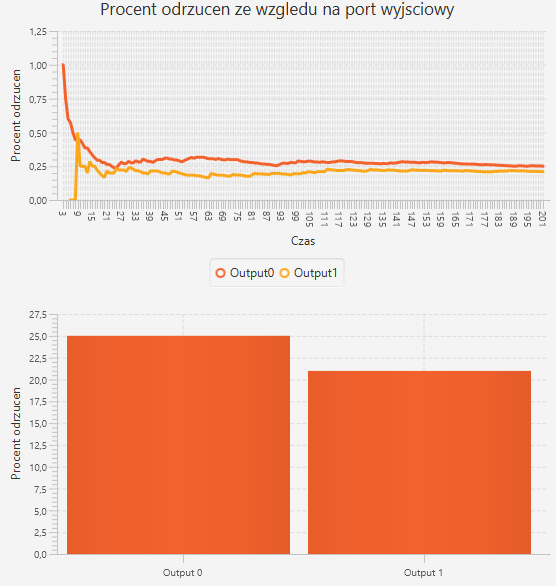 Procent odrzucen ze wzgledu na port wyjsciowy
1,25
1,00
0,75
0,50
0,25
0,00
Procent odrzucen
3 9 15 21 27 33 39 45 51 57 63 69 75 81 87 93 99 105 111 117 123 129 135 141 147 153 159 165 171 177 183 189 195 201
Czas
Output0 Output1
27,5
25,0
22,5
20,0
17,5
15,0
12,5
10,0
7,5
5,0
2,5
0,0
Procent odrzucen
Output 0 Output 1